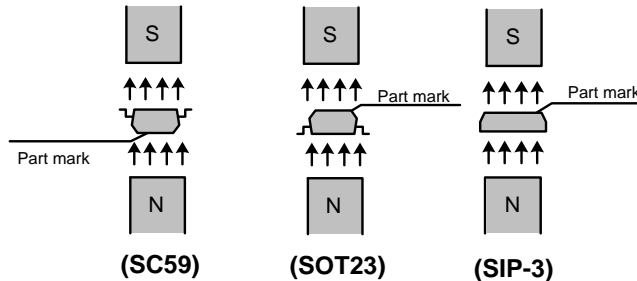 S
S
S
Part mark
Part mark
Part mark
N
N
N
(SC59)
(SOT23)
(SIP-3)